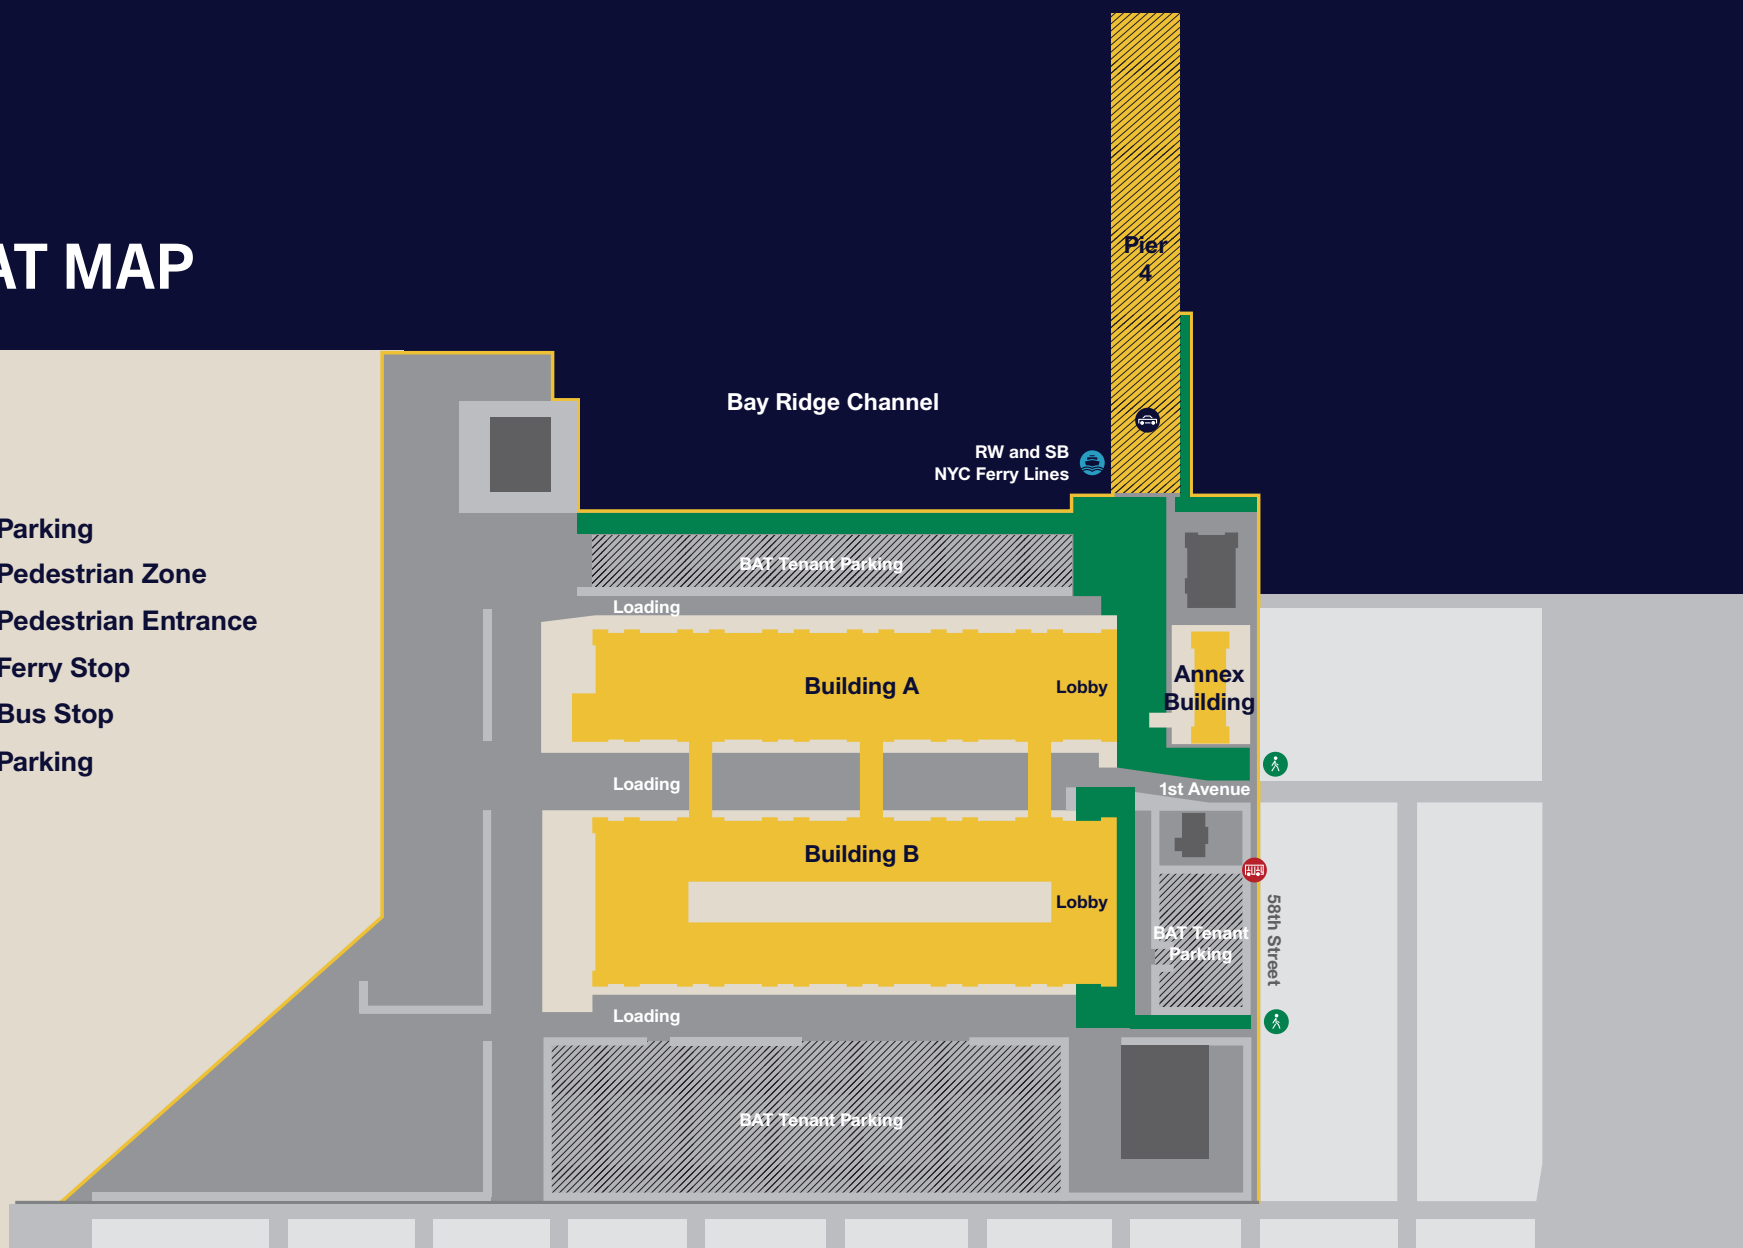 AT MAP
Parking
Pedestrian Zone
Pedestrian Entrance
Ferry Stop
Bus Stop
Parking
Pier
4
Bay Ridge Channel
RW and SB
NYC Ferry Lines
BAT Tenant Parking
Loading
Building A
Lobby
Annex
Building
Loading
1st Avenue
Building B
Lobby
BAT Tenant
Parking
58th Street
Loading
BAT Tenant Parking